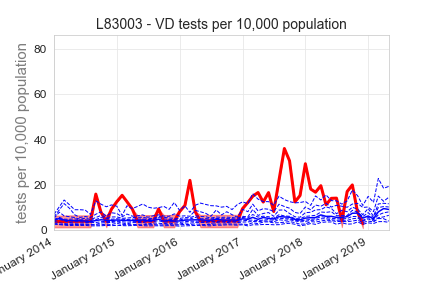 L83003 - VD tests per 10,000 population
tests per 10,000 population
80
60
40
20
0
January 2015
January 2016
January 2017
January 2018
January 2019
nuary 2014